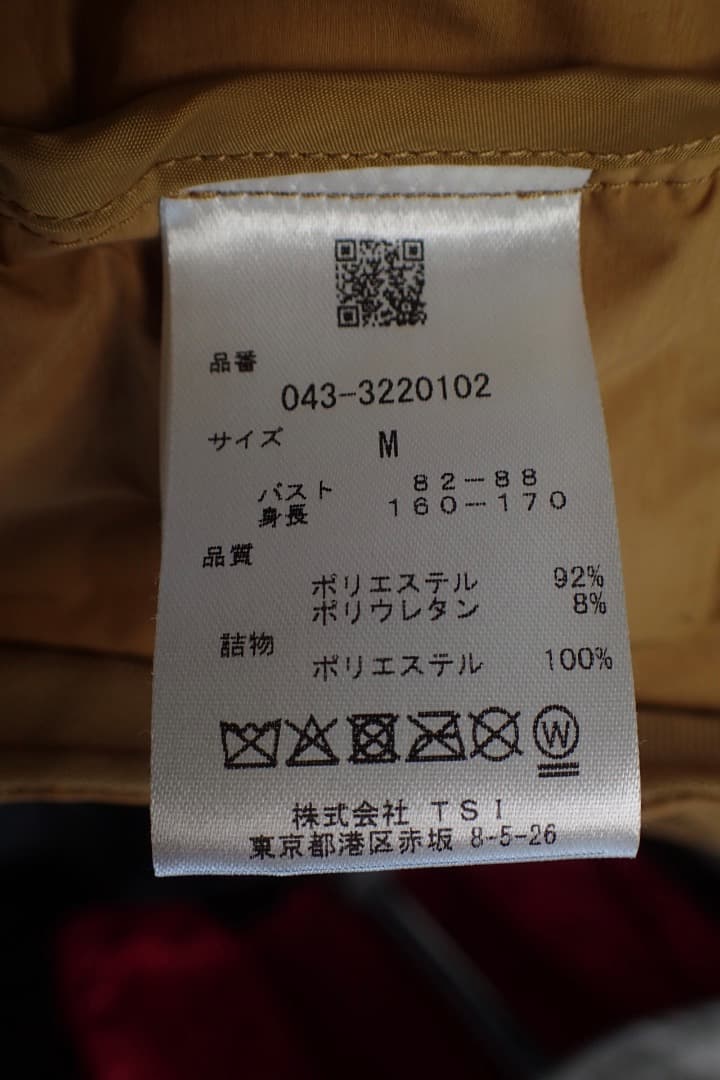 品番
043-3220102
サイズ M
バスト 82-88
身長 160-170
品質
ポリエステル 92%
ポリウレタン 8%
詰物
ポリエステル 100%
W
株式会社 TSI
東京都港区赤坂 8-5-26